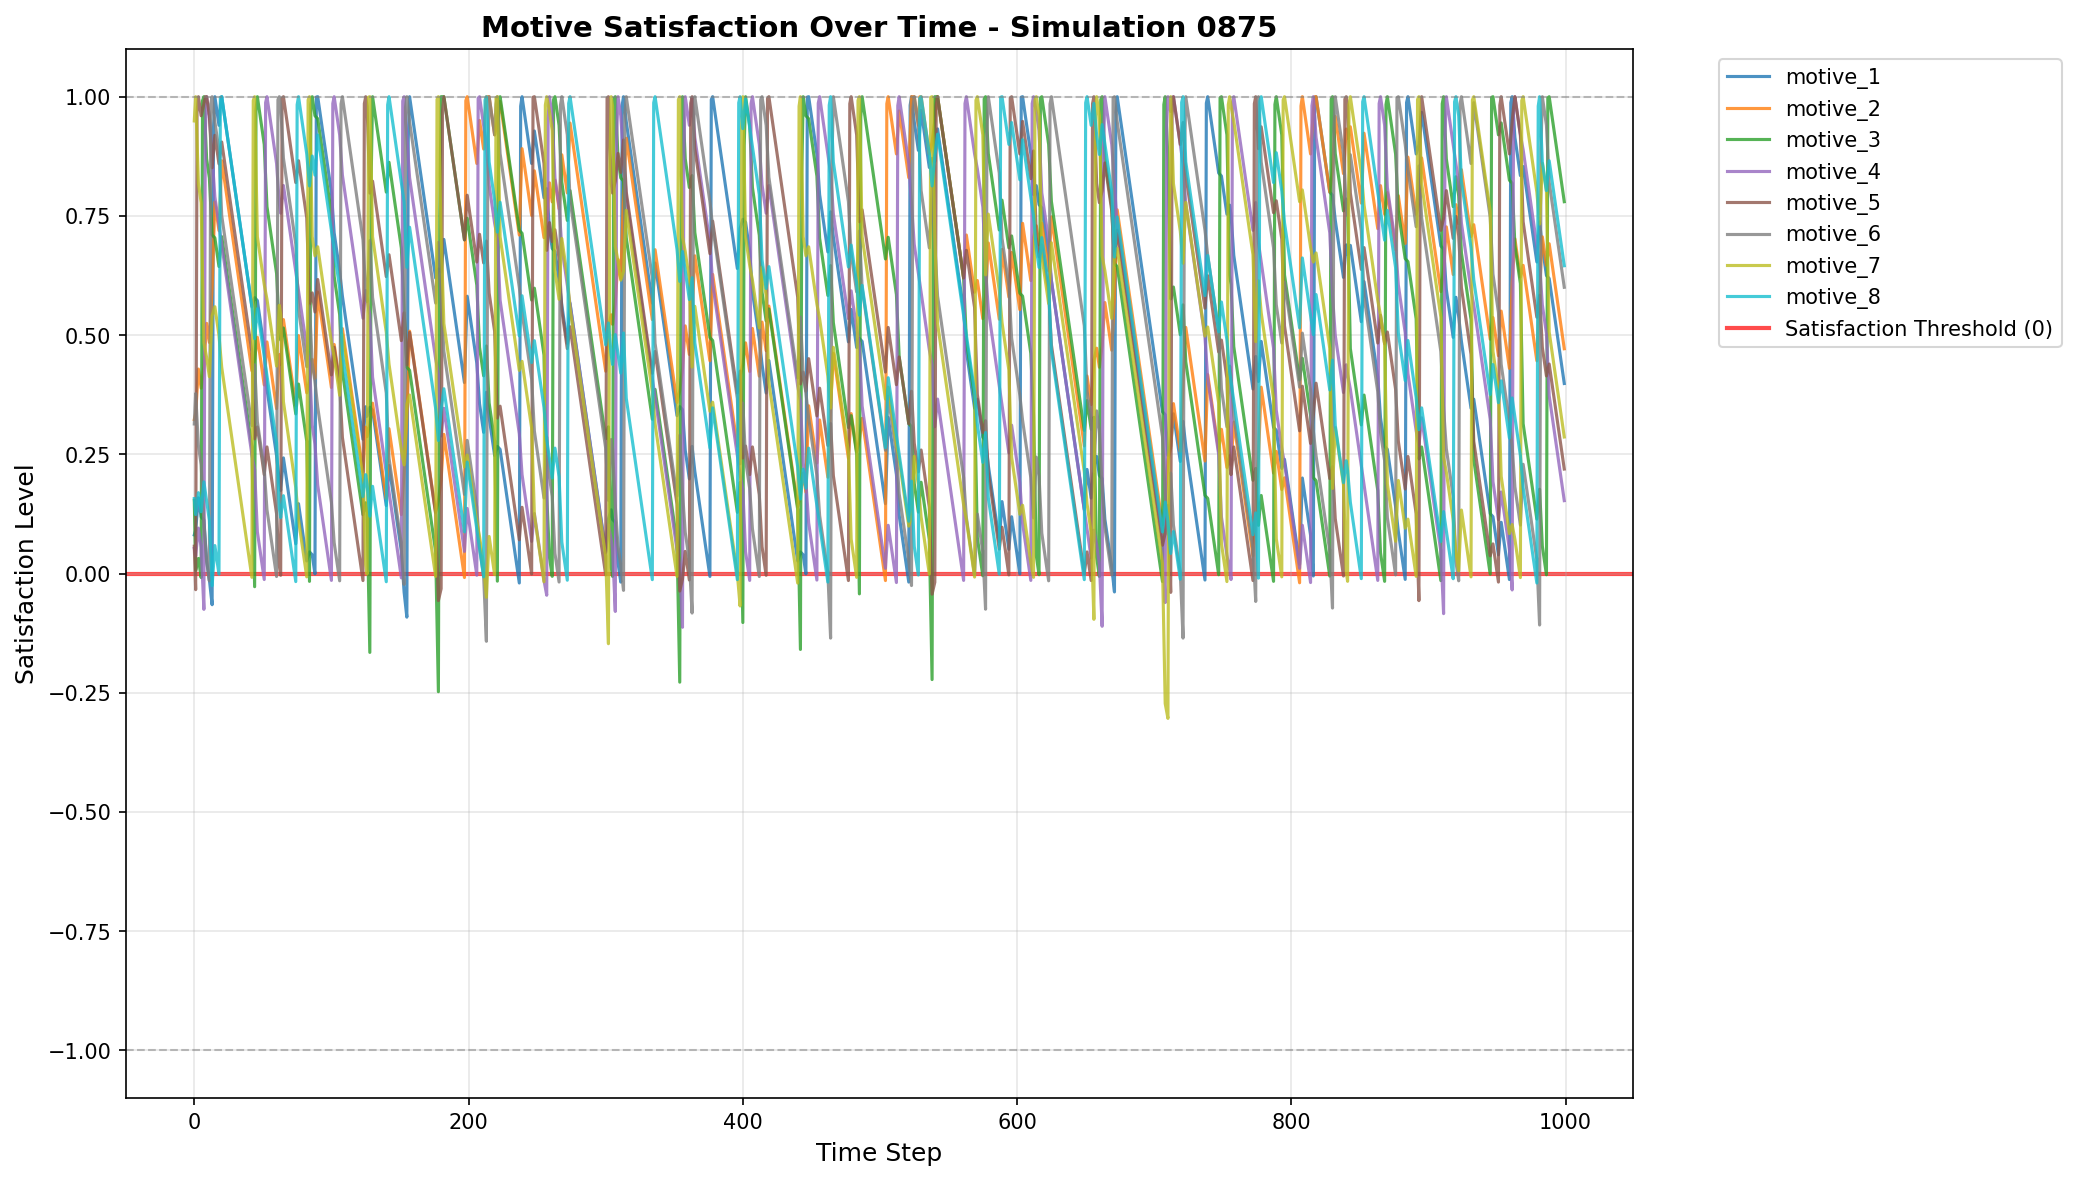 Motive Satisfaction Over Time - Simulation 0875
1.00
0.75
0.50
0.25
0.00
−0.25
−0.50
−0.75
−1.00
Satisfaction Level
0
200
400
600
800
1000
Time Step
motive_1
motive_2
motive_3
motive_4
motive_5
motive_6
motive_7
motive_8
Satisfaction Threshold (0)